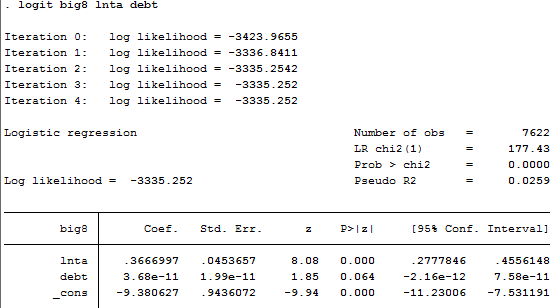 . logit big8 lnta debt
Iteration 0:   log likelihood = -3423.9655
Iteration 1:   log likelihood = -3336.8411
Iteration 2:   log likelihood = -3335.2542
Iteration 3:   log likelihood =  -3335.252
Iteration 4:   log likelihood =  -3335.252
Logistic regression                               Number of obs   =       7622
                                                  LR chi2(1)      =     177.43
                                                  Prob > chi2     =     0.0000
Log likelihood =  -3335.252                       Pseudo R2       =     0.0259
        big8 |      Coef.   Std. Err.      z    P>|z|     [95% Conf. Interval]
        lnta |   .3666997   .0453657     8.08   0.000     .2777846    .4556148
        debt |   3.68e-11   1.99e-11     1.85   0.064    -2.16e-12    7.58e-11
       _cons |  -9.380627   .9436072    -9.94   0.000    -11.23006   -7.531191